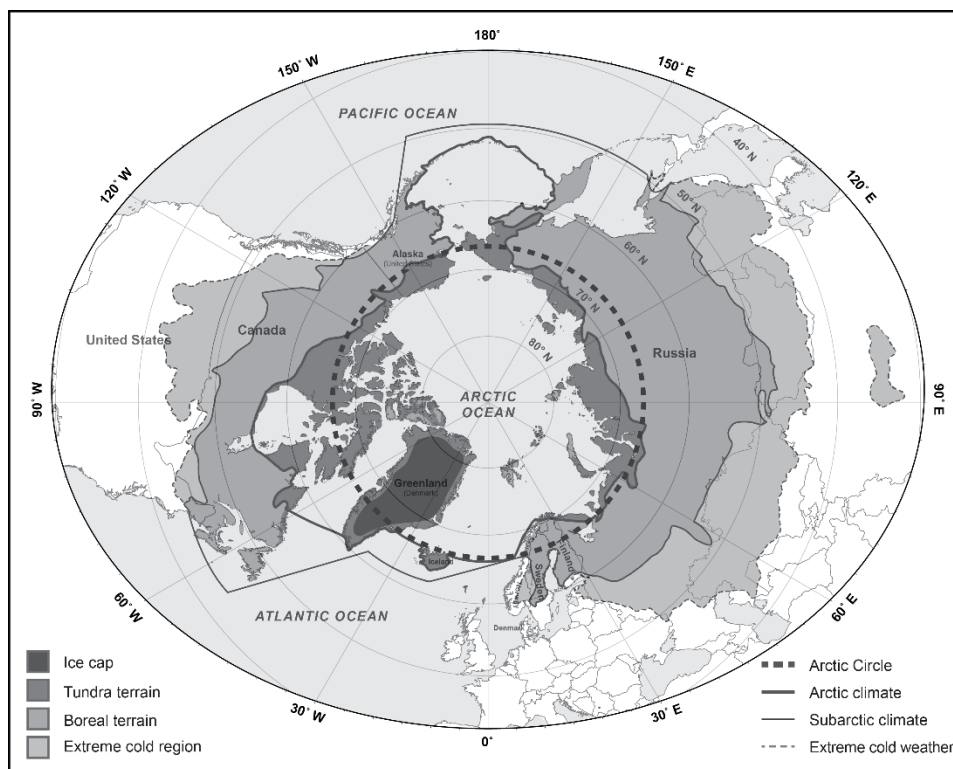 180° 
150° W
150° E
PACIFIC OCEAN
40° N
120° W
120° E
50° N
60° N
Alaska
(United States)
70° N
Canada
United States
80° N
Russia
ARCTIC
OCEAN
90° W
90° E
Greenland
(Denmark)
Iceland
Finland
Sweden
Norway
60° W
60° E
ATLANTIC OCEAN
Denmark
30° W
30° E
0°
Ice cap
Tundra terrain
Boreal terrain
Extreme cold region
Arctic Circle
Arctic climate
Subarctic climate
Extreme cold weather